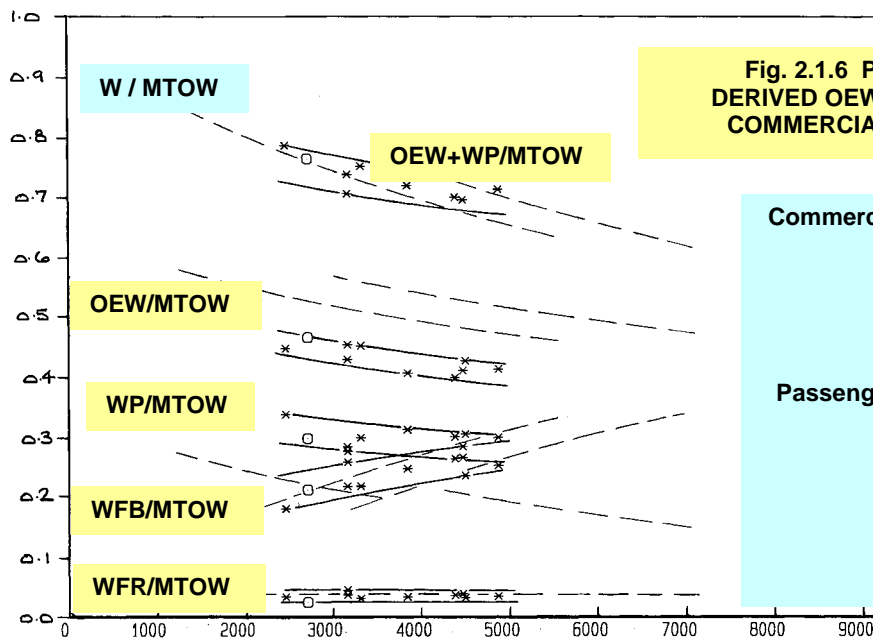 1.0
0.9
0.8
0.7
0.6
0.5
0.4
0.3
0.2
0.1
0.0
W / MTOW
Fig. 2.1.6 P
DERIVED OEW
COMMERCIA
OEW+WP/MTOW
Commerc
OEW/MTOW
WP/MTOW
Passeng
WFB/MTOW
WFR/MTOW
0 1000 2000 3000 4000 5000 6000 7000 8000 9000